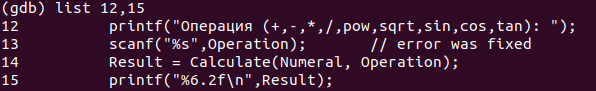 (gdb) list 12,15
12          printf("Операция (+,-,*,/,pow,sqrt,sin,cos,tan): ");
13          scanf("%s",Operation);       // error was fixed
14          Result = Calculate(Numeral, Operation);
15          printf("%6.2f\n",Result);